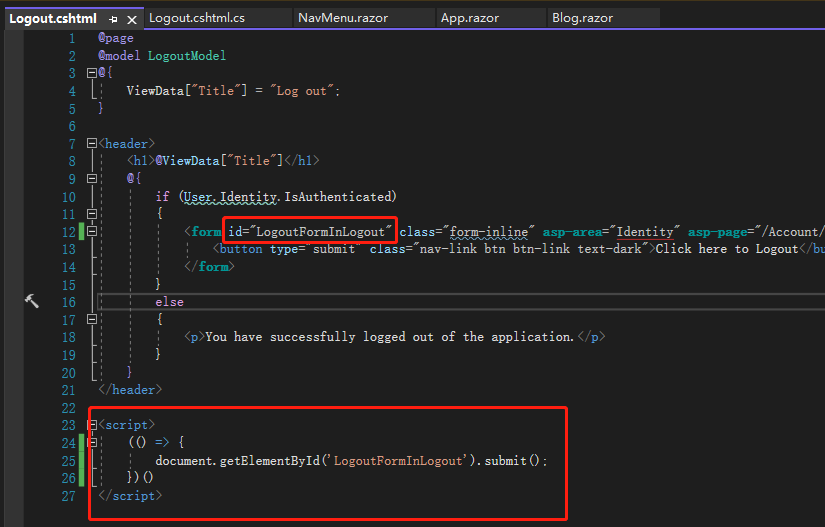 Logout.cshtml Logout.cshtml.cs NavMenu.razor App.razor Blog.razor
1 @page
2 @model LogoutModel
3 @{
4 ViewData["Title"] = "Log out";
5 }
6
7 <header>
8 <h1>@ViewData["Title"]</h1>
9 @{
10 if (User.Identity.IsAuthenticated)
11 {
12 <form id="LogoutFormInLogout" class="form-inline" asp-area="Identity" asp-page="/Account/
13 <button type="submit" class="nav-link btn btn-link text-dark">Click here to Logout</bu
14 </form>
15 }
16 else
17 {
18 <p>You have successfully logged out of the application.</p>
19 }
20 }
21 </header>
22
23 <script>
24 (() => {
25 document.getElementById('LogoutFormInLogout').submit();
26 })()
27 </script>